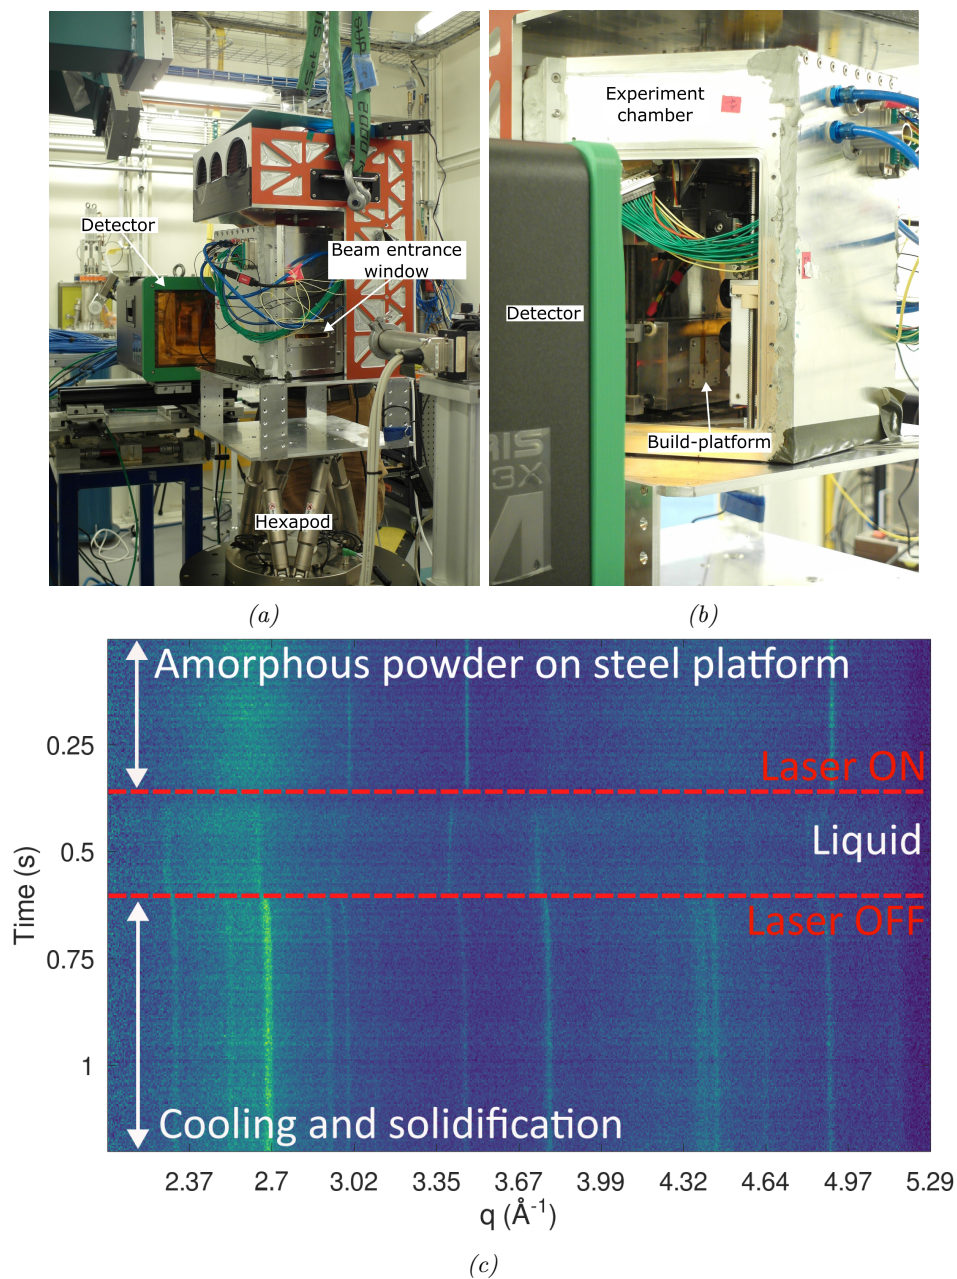 Detector
Beam entrance
window
Hexapod
(a)
Experiment
chamber
Detector
Build-platform
RIS
3X
M
(b)
Amorphous powder on steel platform
Laser ON
Liquid
Laser OFF
Cooling and solidification
Time (s)
0.25
0.5
0.75
1
2.37 2.7 3.02 3.35 3.67 3.99 4.32 4.64 4.97 5.29
q (Å⁻¹)
(c)